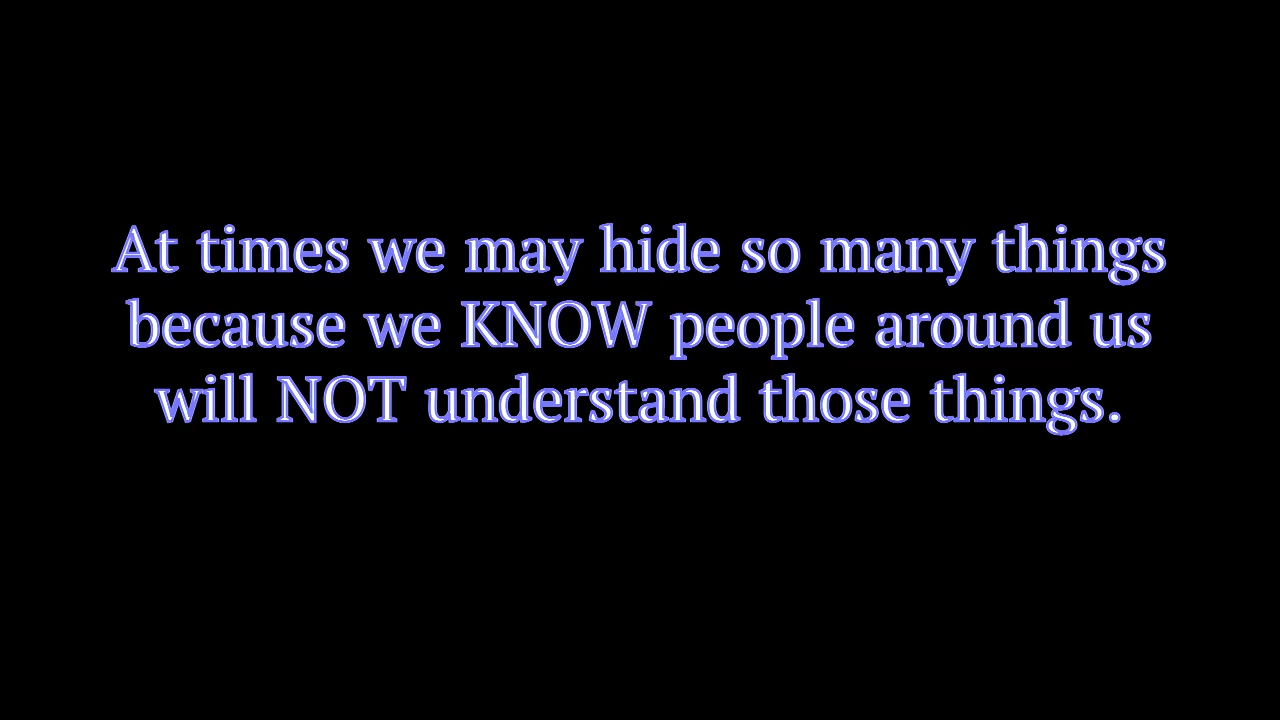 At times we may hide so many things
because we KNOW people around us
will NOT understand those things.